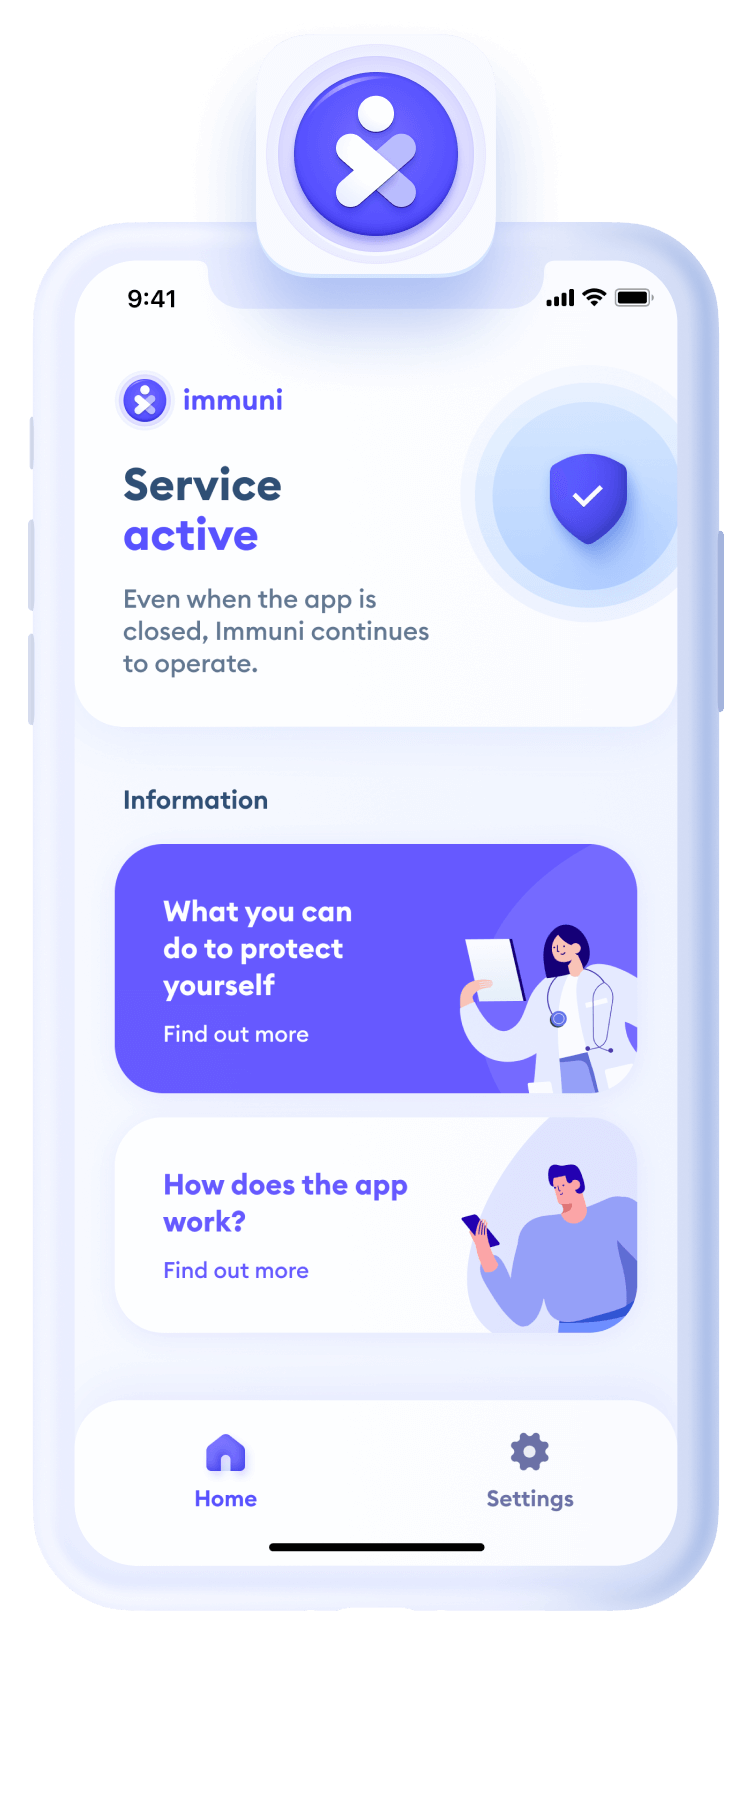 9:41
immuni
Service
active
Even when the app is
closed, Immuni continues
to operate.
Information
What you can
do to protect
yourself
Find out more
How does the app
work?
Find out more
Home
Settings